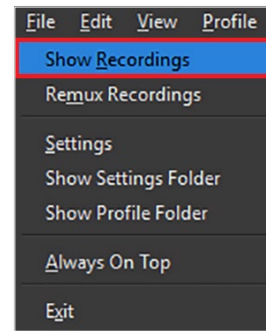 File Edit View Profile
Show Recordings
Remux Recordings
Settings
Show Settings Folder
Show Profile Folder
Always On Top
Exit